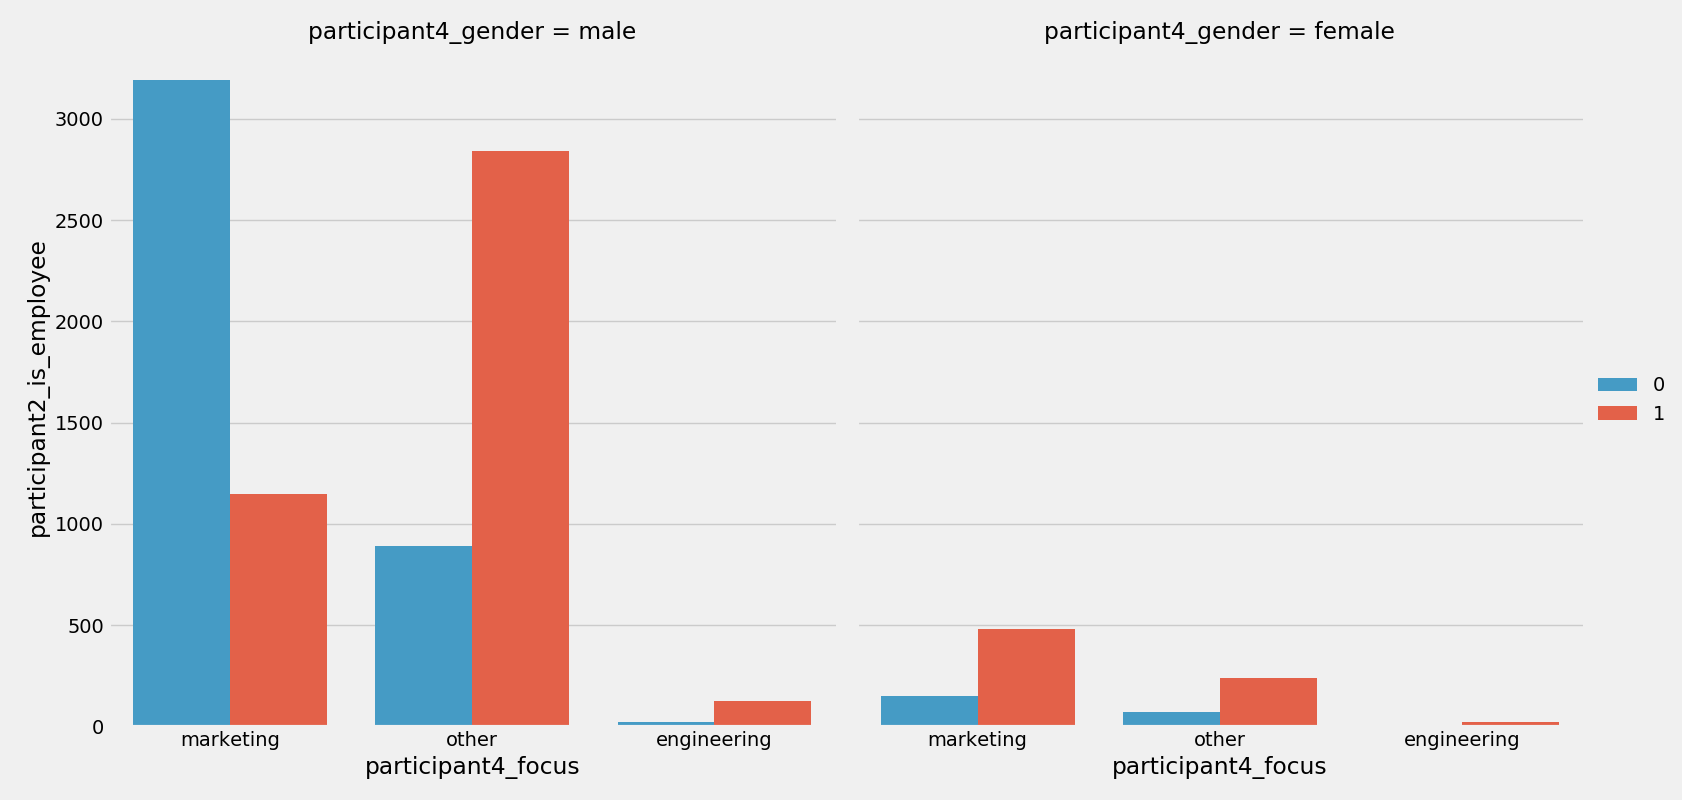 participant4_gender = male
participant4_gender = female
participant2_is_employee
3000
2500
2000
1500
1000
500
0
marketing other engineering
participant4_focus
marketing other engineering
participant4_focus
0
1